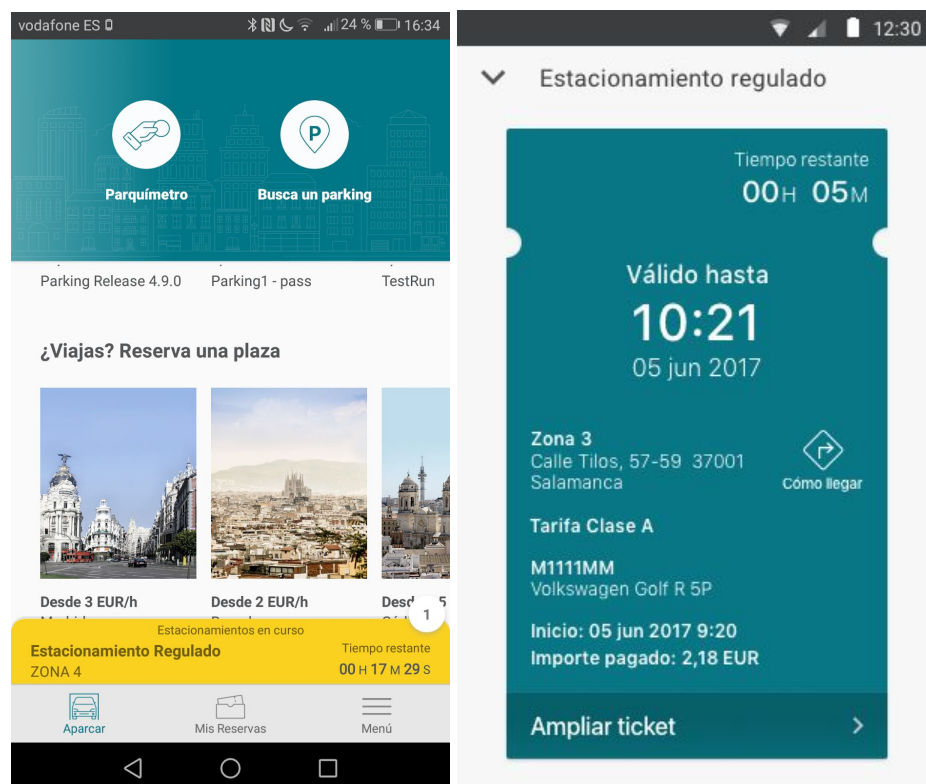 vodafone ES
24 %
16:34
P
Parquímetro
Busca un parking
Parking Release 4.9.0
Parking1 - pass
TestRun
¿Viajas? Reserva una plaza
Desde 3 EUR/h
Desde 2 EUR/h
1
Estacionamientos en curso
Estacionamiento Regulado
Tiempo restante
ZONA 4
00 H 17 M 29 S
Aparcar
Mis Reservas
Menú
12:30
Estacionamiento regulado
Tiempo restante
00H 05M
Válido hasta
10:21
05 jun 2017
Zona 3
Calle Tilos, 57-59 37001
Salamanca
Cómo llegar
Tarifa Clase A
M1111MM
Volkswagen Golf R 5P
Inicio: 05 jun 2017 9:20
Importe pagado: 2,18 EUR
Ampliar ticket